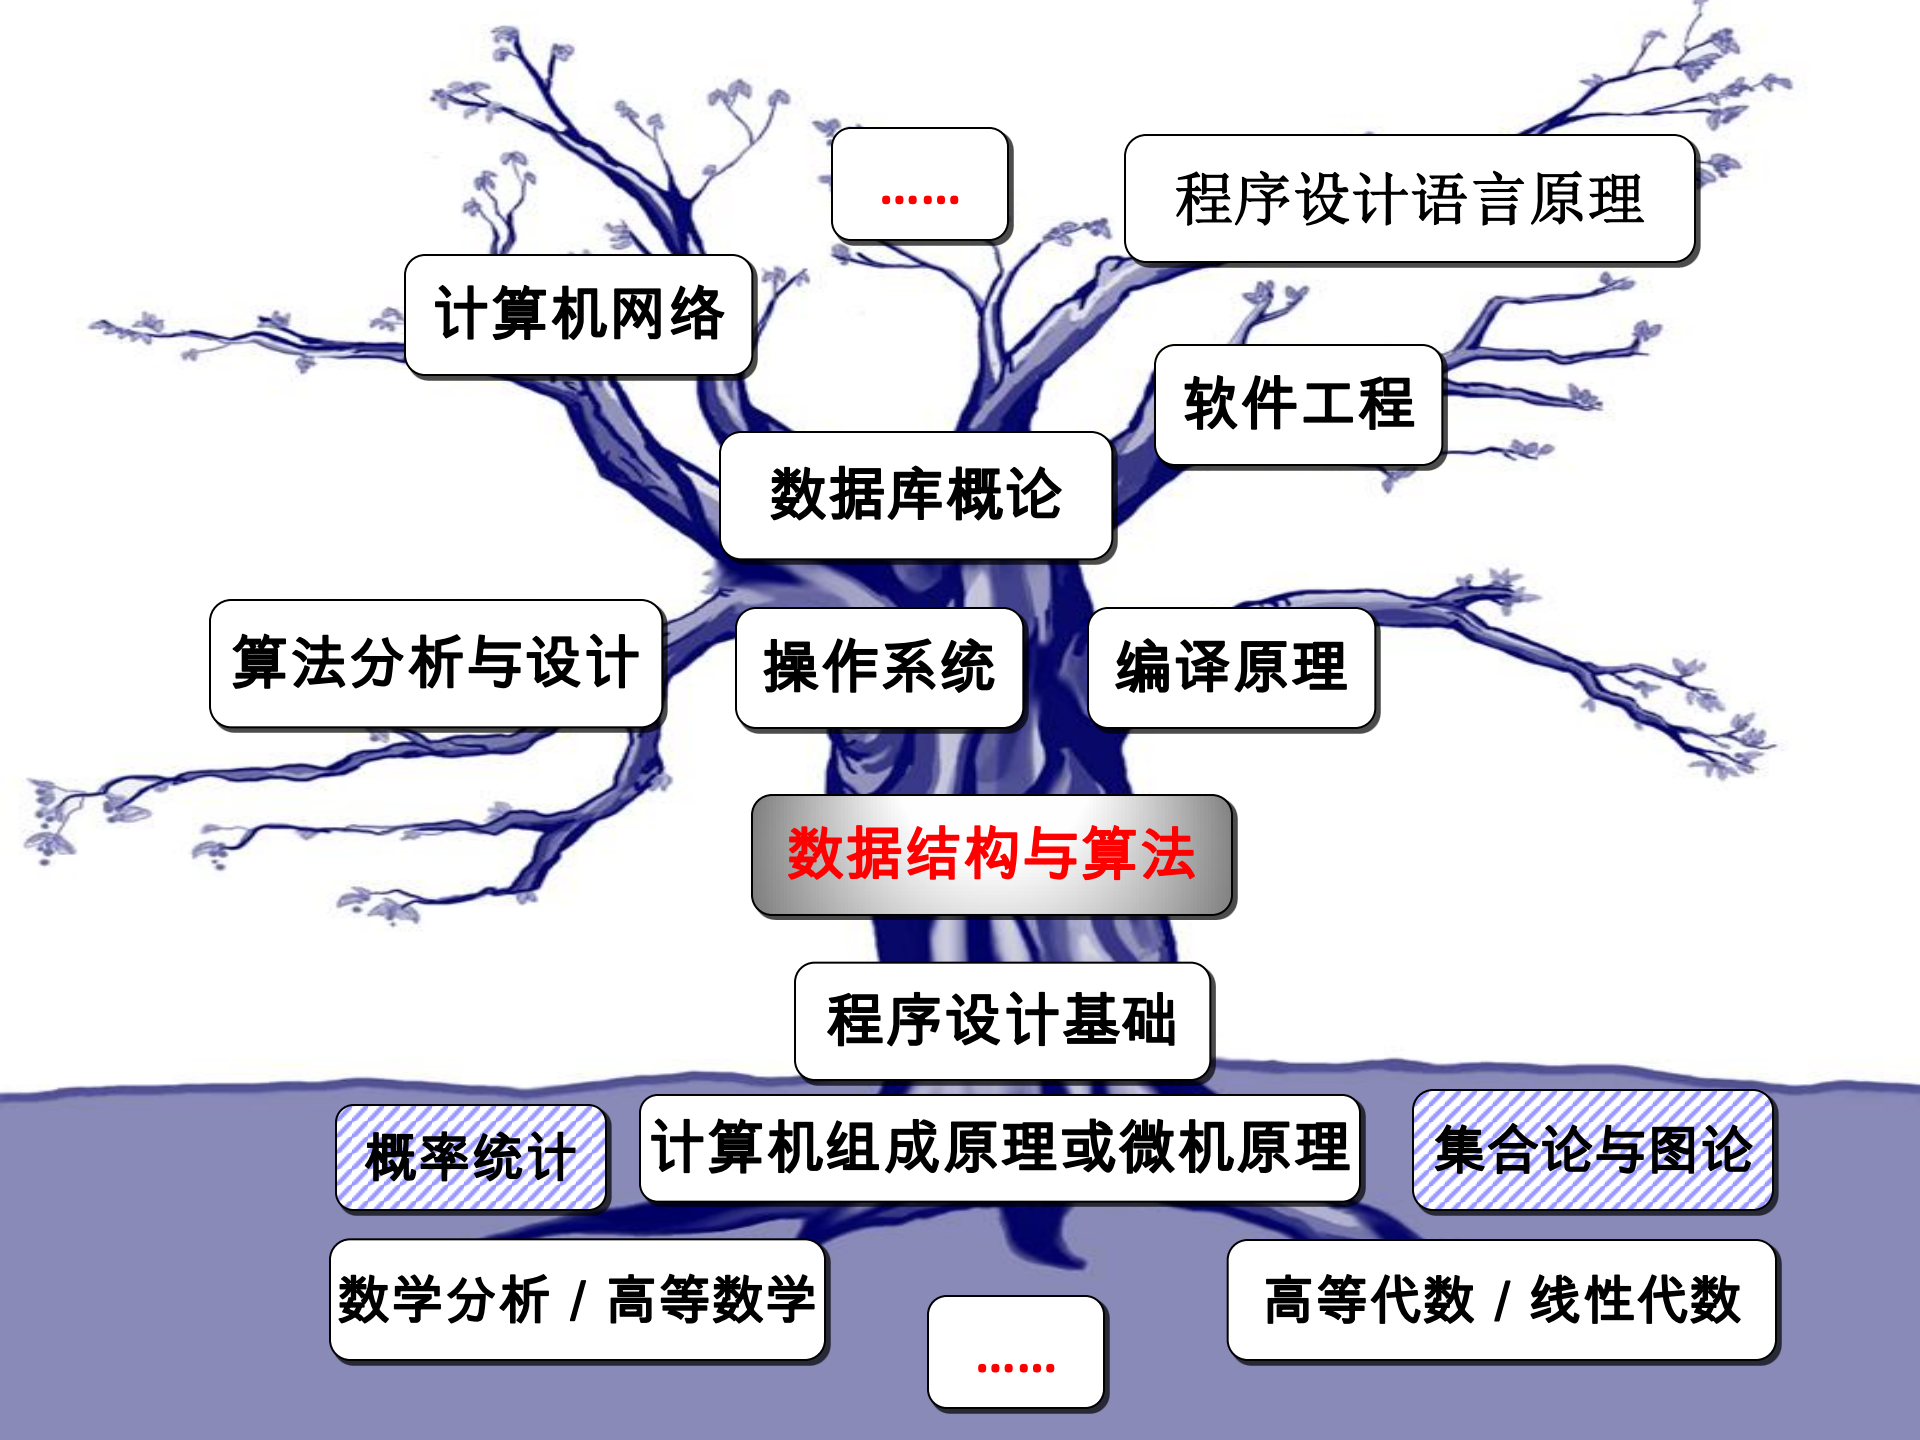 ……
程序设计语言原理
计算机网络
软件工程
数据库概论
算法分析与设计
操作系统
编译原理
数据结构与算法
程序设计基础
概率统计
计算机组成原理或微机原理
集合论与图论
数学分析 / 高等数学
高等代数 / 线性代数
……